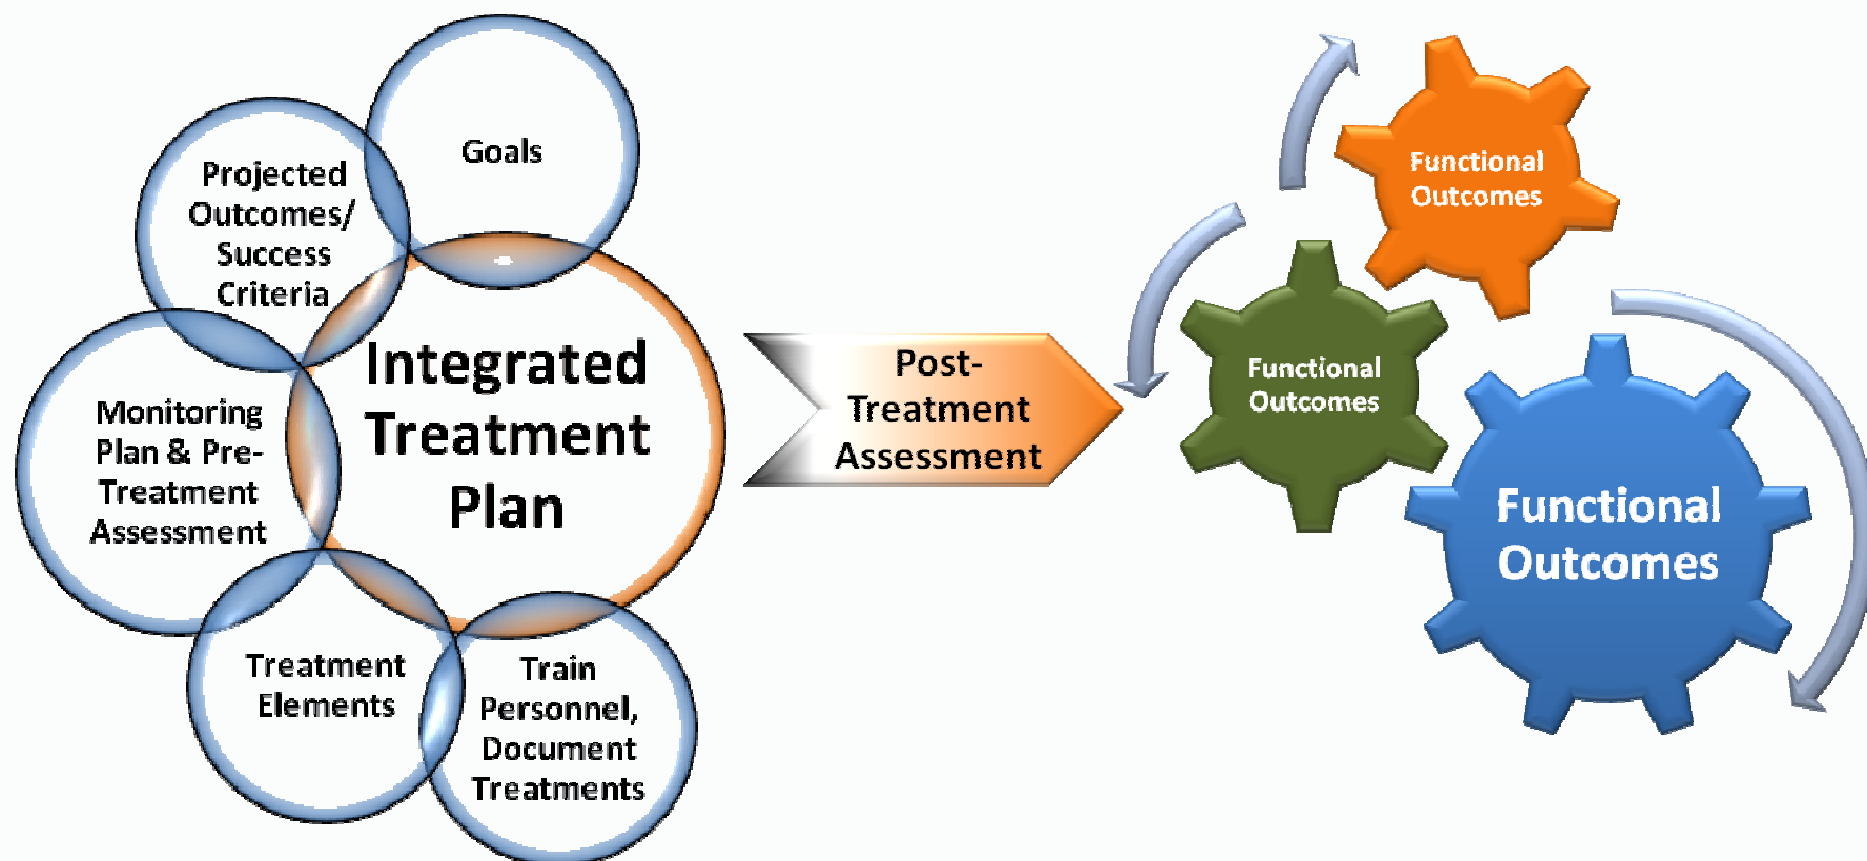 Goals
Projected
Outcomes/
Success
Criteria
Monitoring
Plan & Pre-
Treatment
Assessment
Treatment
Elements
Train
Personnel,
Document
Treatments
Integrated
Treatment
Plan
Post-
Treatment
Assessment
Functional
Outcomes
Functional
Outcomes
Functional
Outcomes